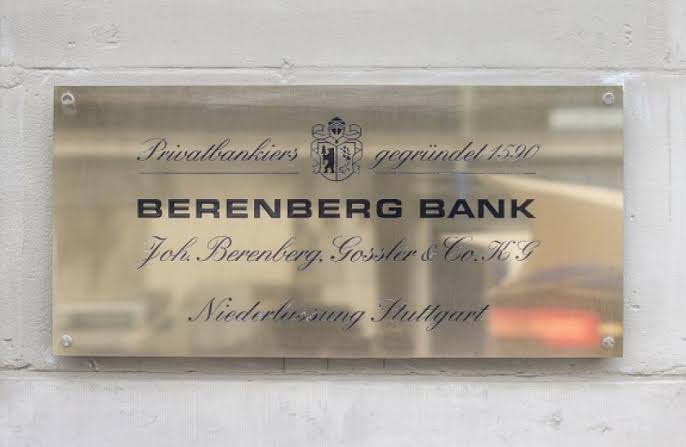 Privatbankiers gegründet 1590
BERENBERG BANK
Joh. Berenberg, Gossler & Co. KG
Niederlassung Stuttgart